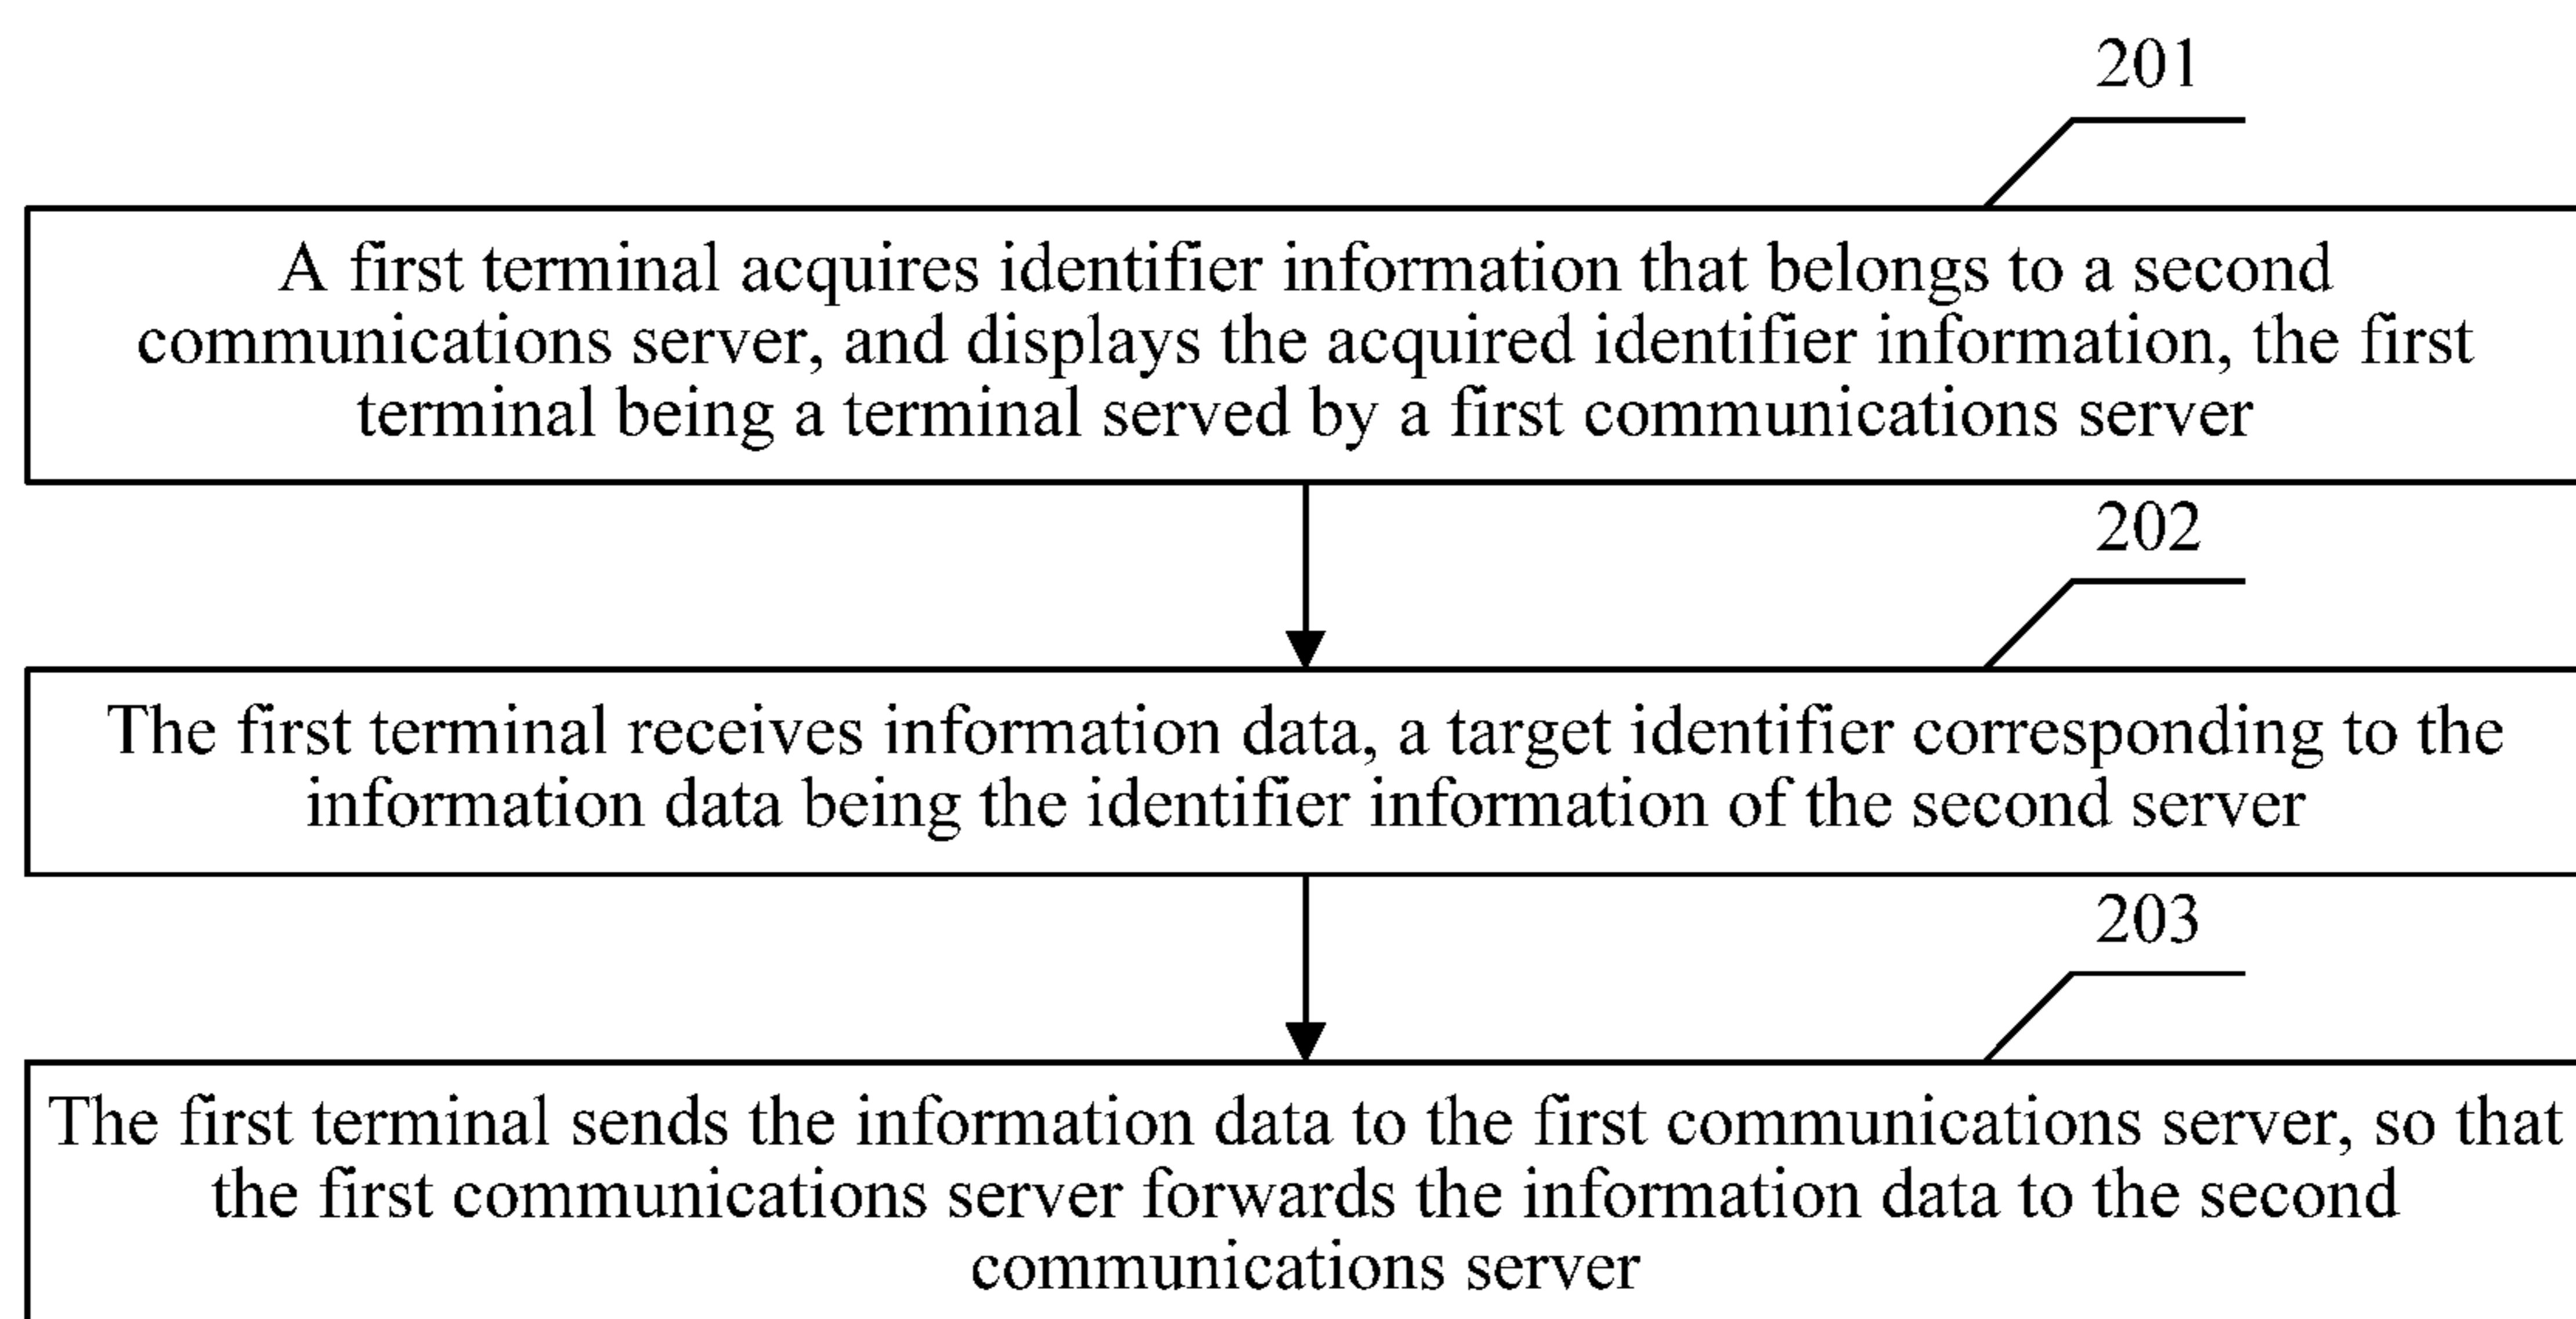 201
A first terminal acquires identifier information that belongs to a second
communications server, and displays the acquired identifier information, the first
terminal being a terminal served by a first communications server
202
The first terminal receives information data, a target identifier corresponding to the
information data being the identifier information of the second server
203
The first terminal sends the information data to the first communications server, so that
the first communications server forwards the information data to the second
communications server